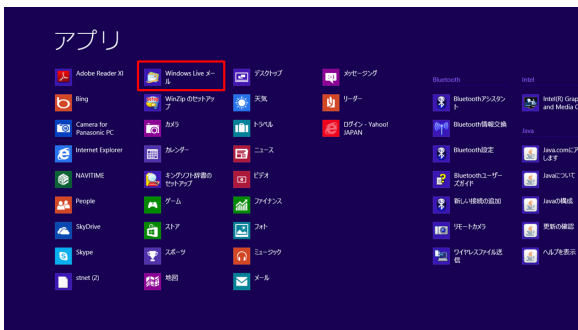 アプリ
Adobe Reader XI
Bing
Camera for
Panasonic PC
Internet Explorer
NAVITIME
People
SkyDrive
Skype
stnet (2)
Windows Live メー
ル
WinZip のセットアッ
プ
カメラ
カレンダー
キングソフト辞書の
セットアップ
ゲーム
ストア
スポーツ
地図
デスクトップ
天気
トラベル
ニュース
ビデオ
ファイナンス
フォト
ミュージック
メール
メッセージング
リーダー
ログイン - Yahoo!
JAPAN
Bluetooth
Bluetoothアシスタン
ト
Bluetooth情報交換
Bluetooth設定
Bluetoothユーザー
ズガイド
新しい接続の追加
リモートカメラ
ワイヤレスファイル送
信
Intel
Intel(R) Grap
and Media C
Java
Java.comにア
します
Javaについて
Javaの構成
更新の確認
ヘルプを表示